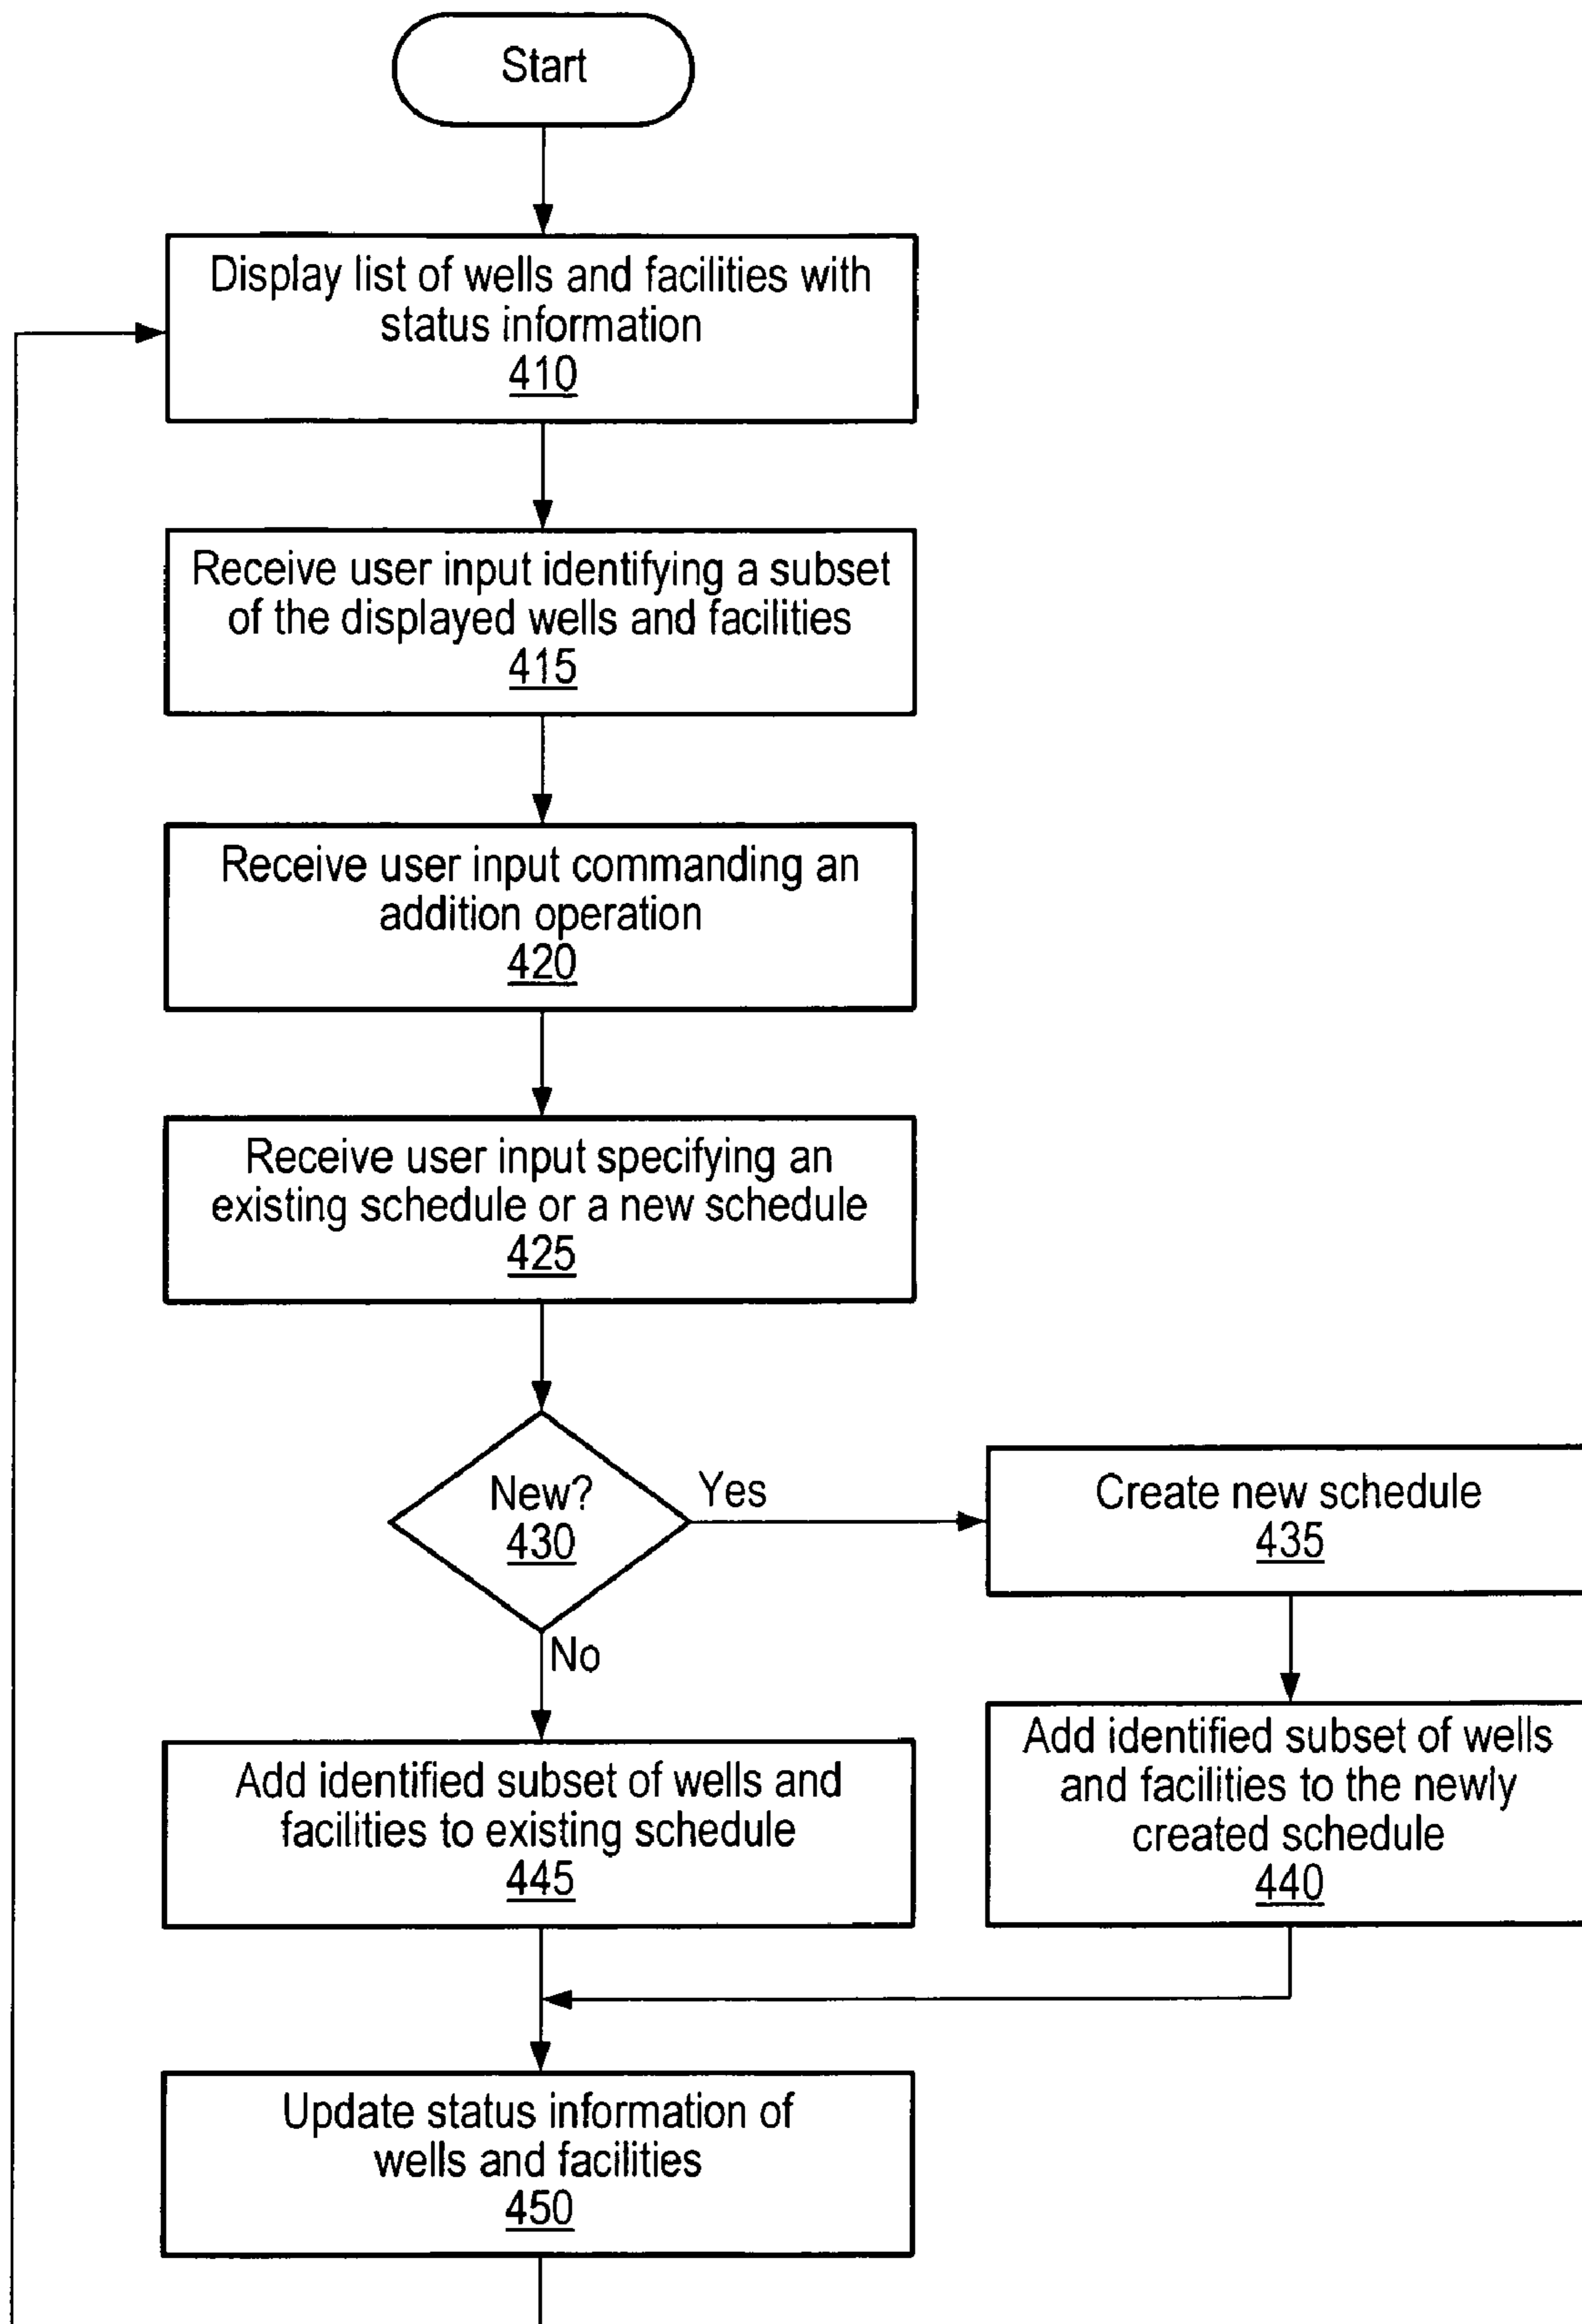 Start
Display list of wells and facilities with
status information
410
Receive user input identifying a subset
of the displayed wells and facilities
415
Receive user input commanding an
addition operation
420
Receive user input specifying an
existing schedule or a new schedule
425
New?
430
Yes
No
Create new schedule
435
Add identified subset of wells
and facilities to the newly
created schedule
440
Add identified subset of wells and
facilities to existing schedule
445
Update status information of
wells and facilities
450